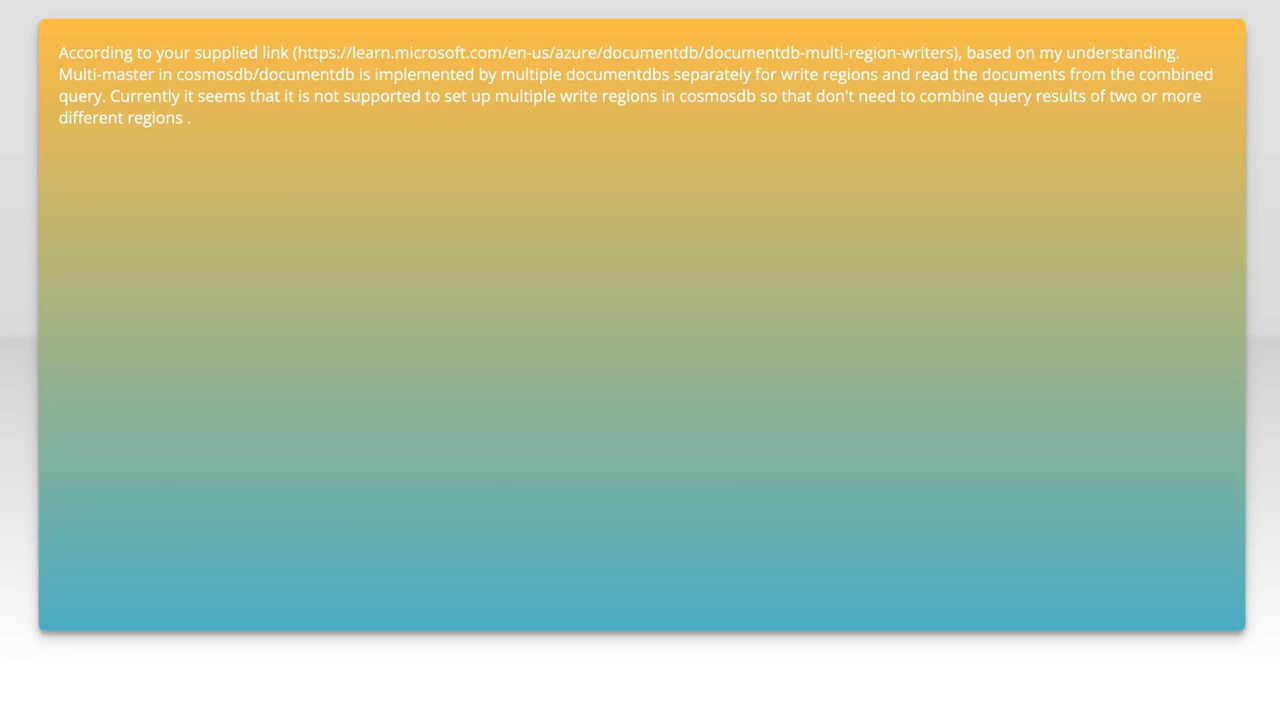 According to your supplied link (https://learn.microsoft.com/en-us/azure/documentdb/documentdb-multi-region-writers), based on my understanding.
Multi-master in cosmosdb/documentdb is implemented by multiple documentdbs separately for write regions and read the documents from the combined
query. Currently it seems that it is not supported to set up multiple write regions in cosmosdb so that don't need to combine query results of two or more
different regions .